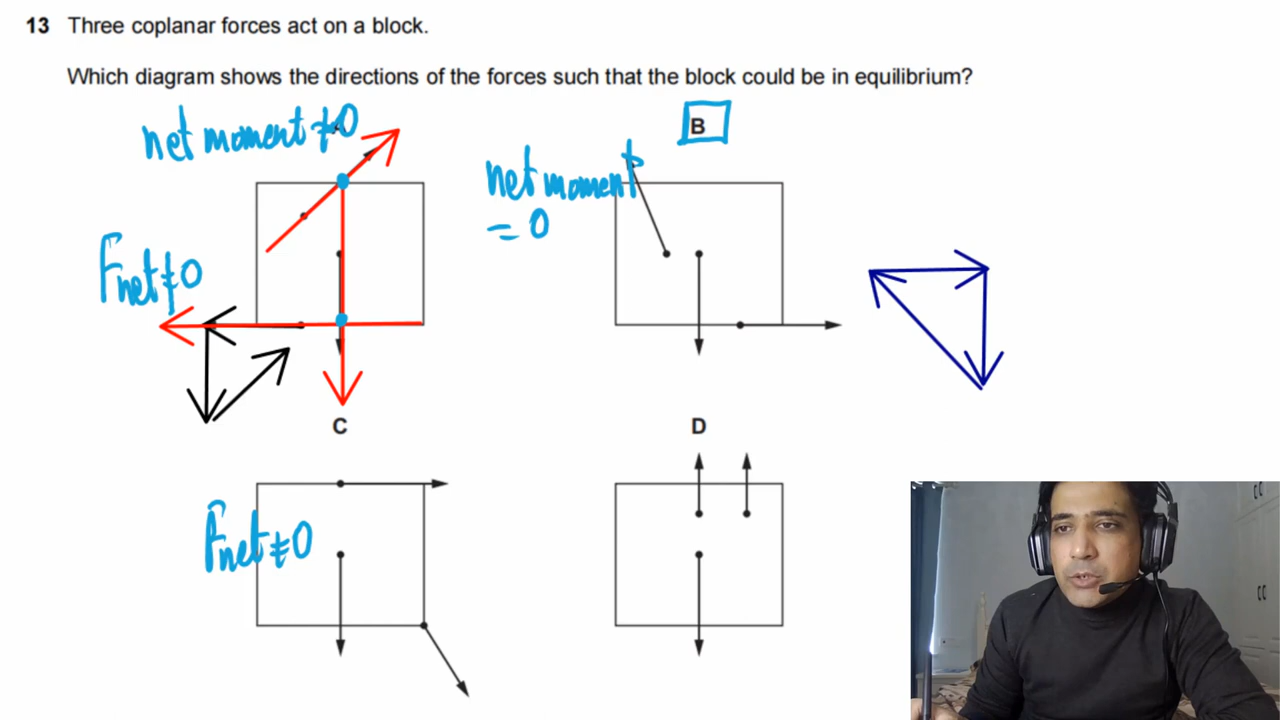 13 Three coplanar forces act on a block.
Which diagram shows the directions of the forces such that the block could be in equilibrium?
net moment ≠0
B
net moment
= 0
Fnet≠0
C
D
Fnet≠0